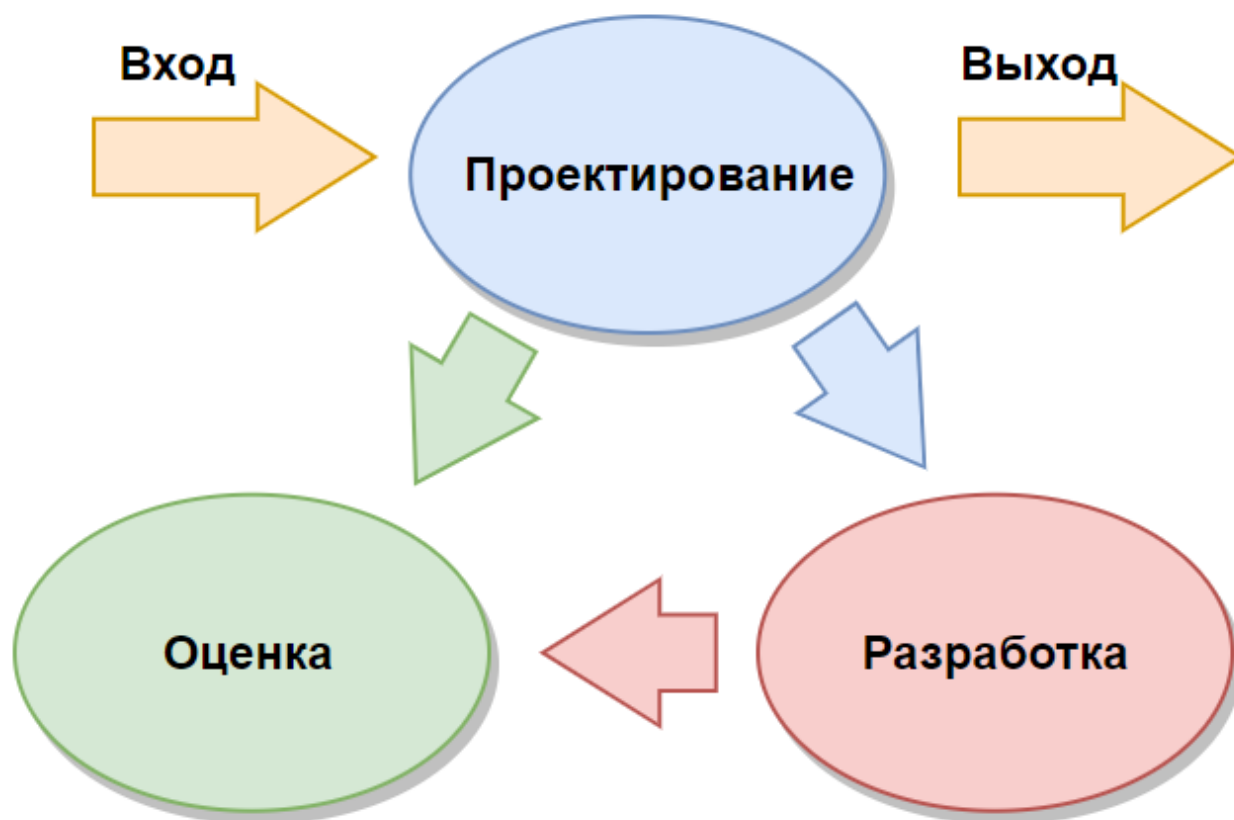 Вход
Выход
Проектирование
Оценка
Разработка